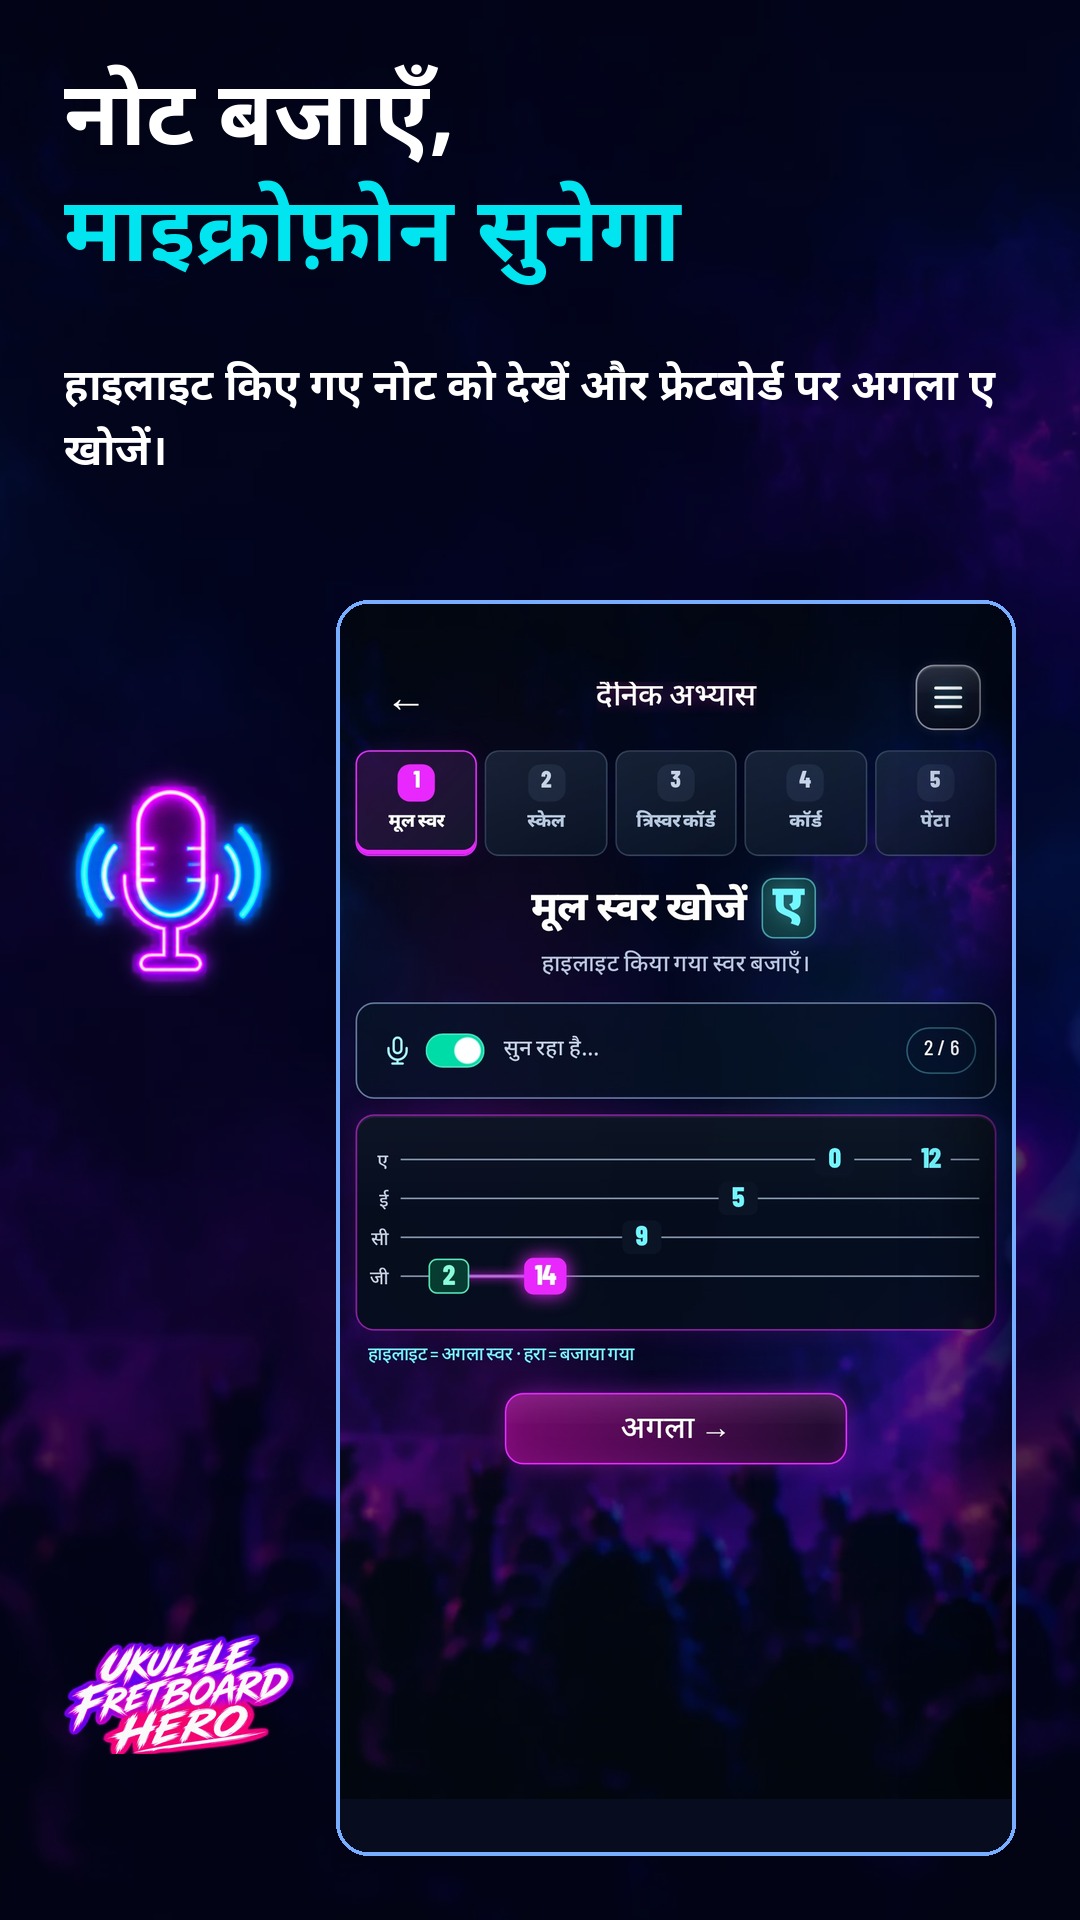 नोट बजाएँ,
माइक्रोफ़ोन सुनेगा
हाइलाइट किए गए नोट को देखें और फ्रेटबोर्ड पर अगला ए
खोजें।
← दैनिक अभ्यास
1 2 3 4 5
मूल स्वर स्केल त्रिस्वर कॉर्ड कॉर्ड पेंटा
मूल स्वर खोजें ए
हाइलाइट किया गया स्वर बजाएँ।
सुन रहा है... 2 / 6
ए 0 12
ई 5
सी 9
जी 2 14
हाइलाइट = अगला स्वर · हरा = बजाया गया
अगला →
UKULELE
FRETBOARD
HERO